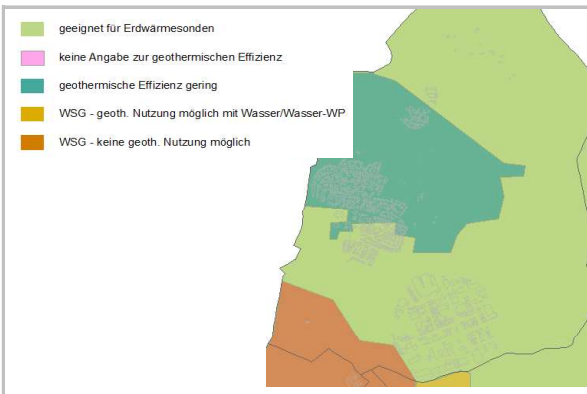 geeignet für Erdwärmesonden
keine Angabe zur geothermischen Effizienz
geothermische Effizienz gering
WSG - geoth. Nutzung möglich mit Wasser/Wasser-WP
WSG - keine geoth. Nutzung möglich